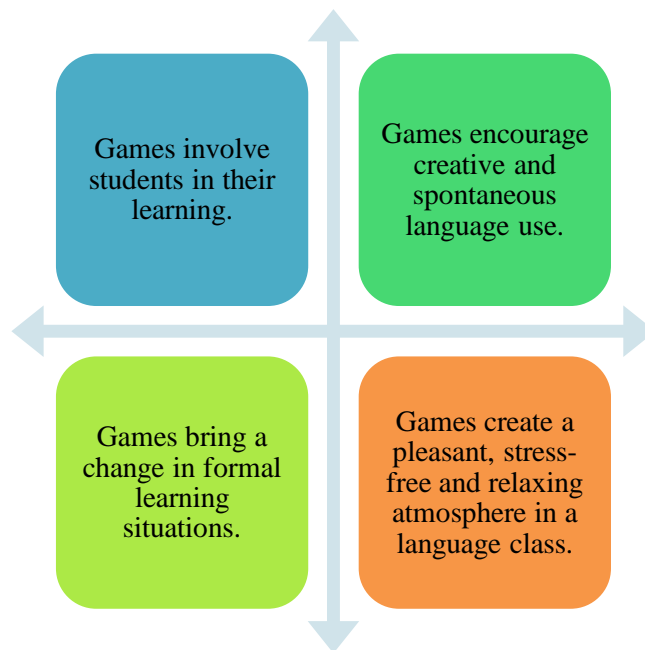 Games involve
students in their
learning.
Games encourage
creative and
spontaneous
language use.
Games bring a
change in formal
learning
situations.
Games create a
pleasant, stress-
free and relaxing
atmosphere in a
language class.